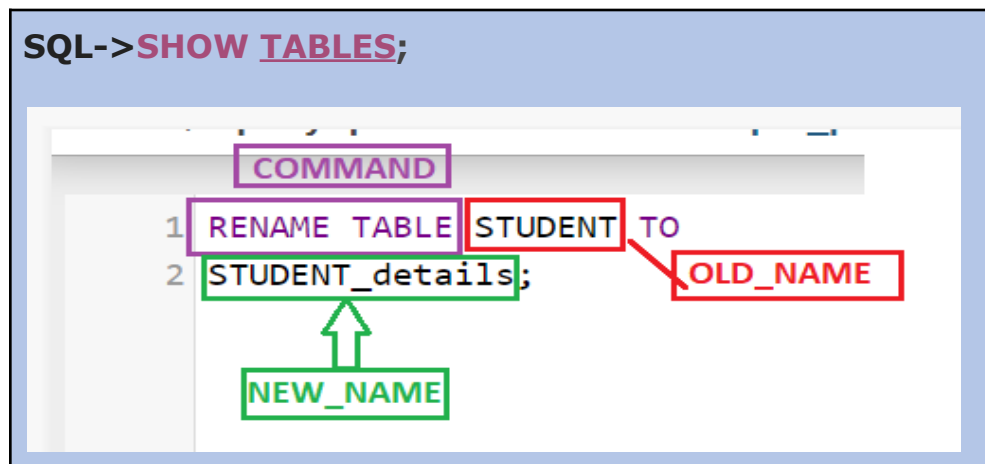 SQL->SHOW TABLES;
COMMAND
1 RENAME TABLE STUDENT TO
2 STUDENT_details;
OLD_NAME
NEW_NAME